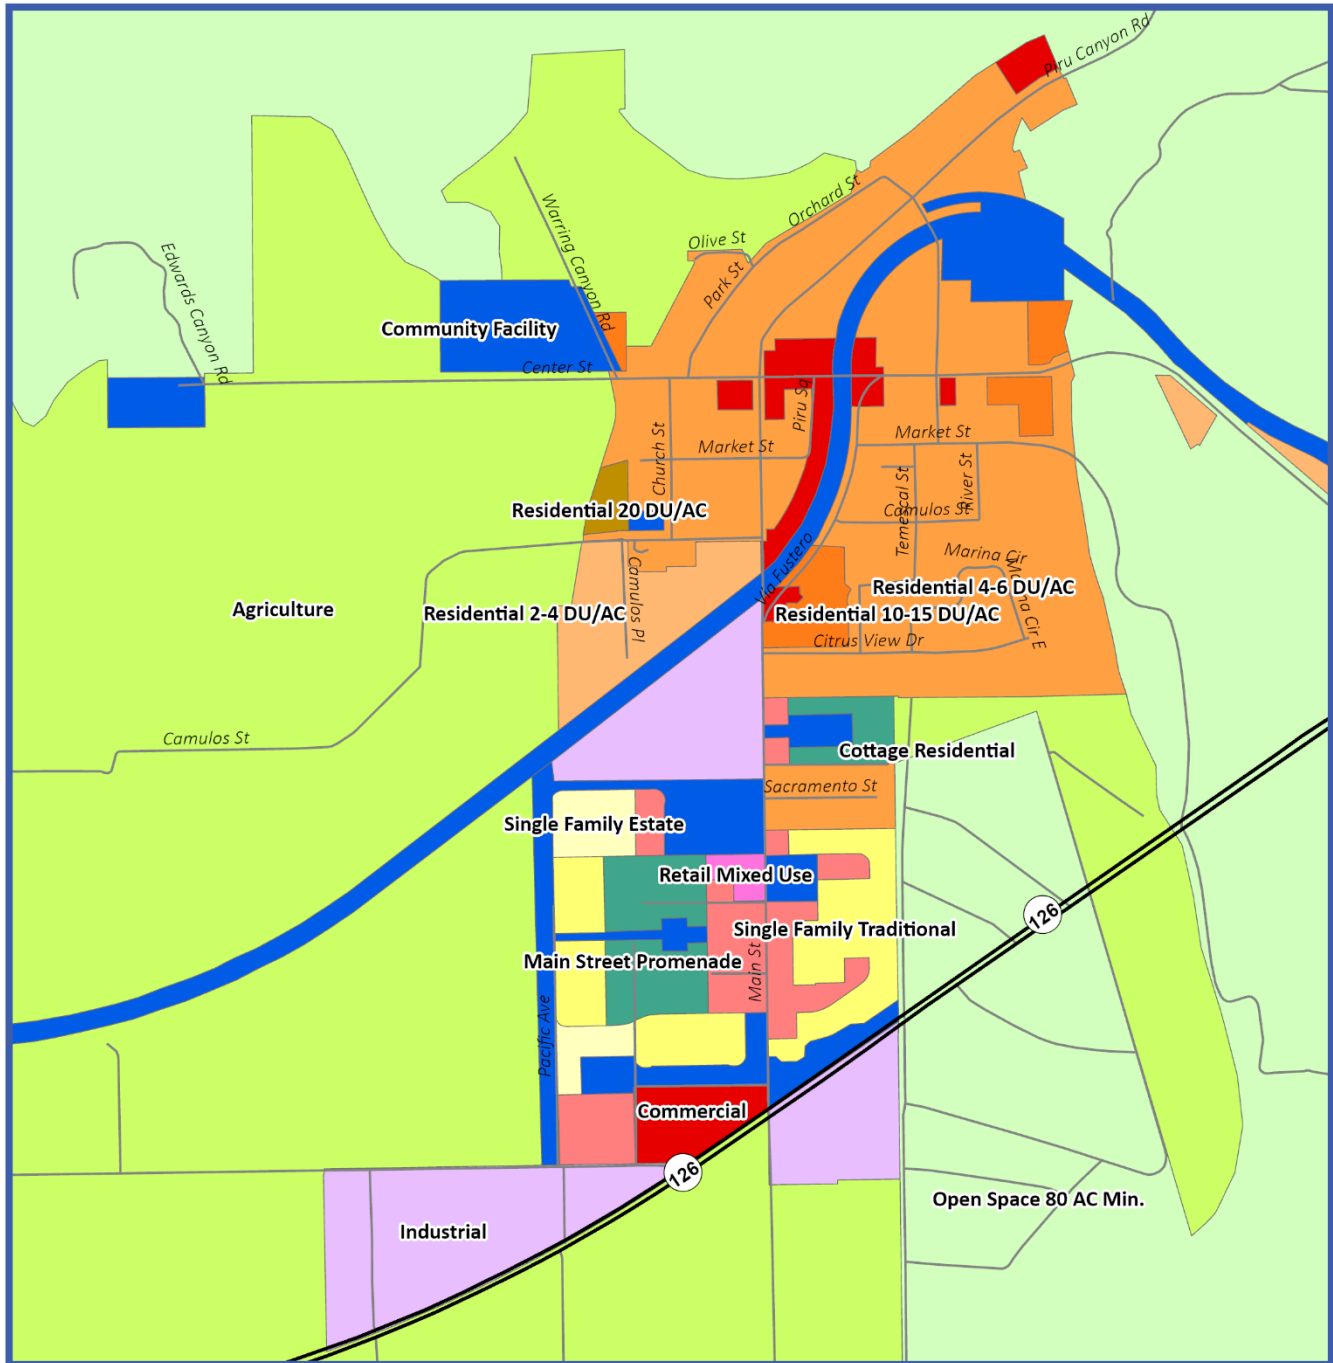 Piru Canyon Rd
Orchard St
Warring Canyon Rd
Olive St
Edwards Canyon Rd
Park St
Community Facility
Center St
Piru Sq
Church St
Market St
Market St
River St
Temescal St
Residential 20 DU/AC
Camulos St
Via Fustero
Marina Cir
Camulos Pl
Marina Cir E
Residential 4-6 DU/AC
Agriculture
Residential 2-4 DU/AC
Residential 10-15 DU/AC
Citrus View Dr
Camulos St
Cottage Residential
Sacramento St
Single Family Estate
Retail Mixed Use
126
Single Family Traditional
Main Street Promenade
Main St
Pacific Ave
Commercial
126
Open Space 80 AC Min.
Industrial